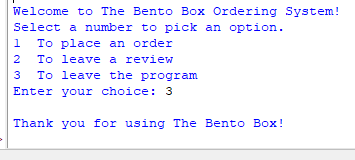 Welcome to The Bento Box Ordering System!
Select a number to pick an option.
1  To place an order
2  To leave a review
3  To leave the program
Enter your choice: 3

Thank you for using The Bento Box!